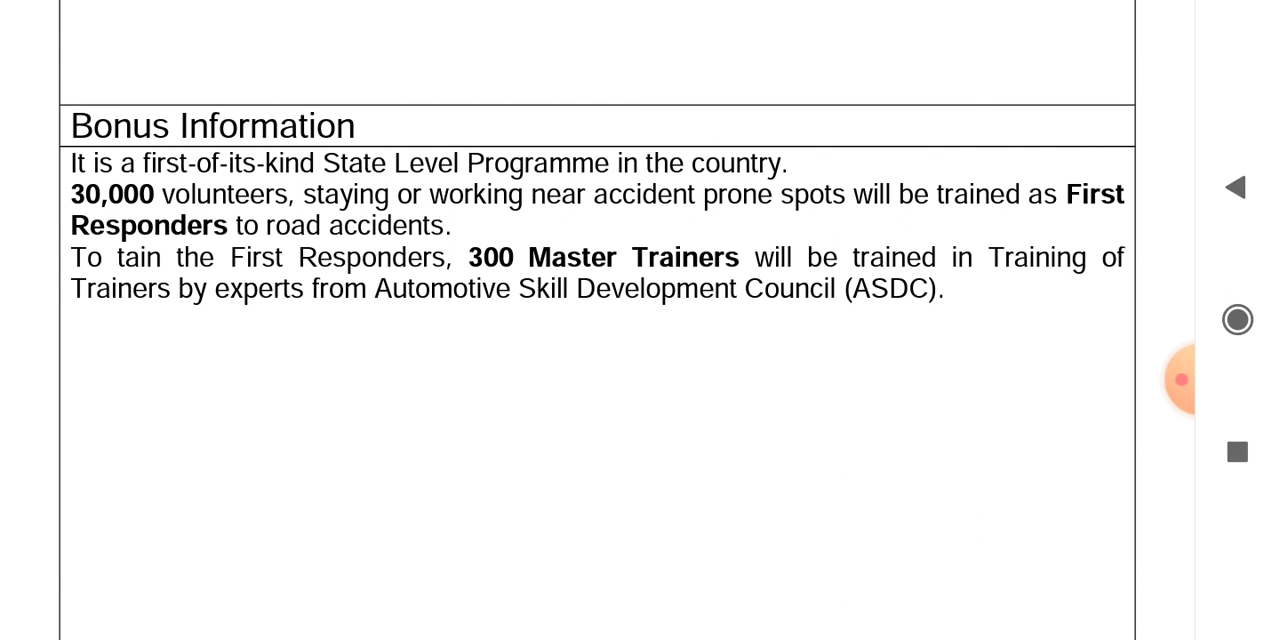 Bonus Information
It is a first-of-its-kind State Level Programme in the country.
30,000 volunteers, staying or working near accident prone spots will be trained as First
Responders to road accidents.
To tain the First Responders, 300 Master Trainers will be trained in Training of
Trainers by experts from Automotive Skill Development Council (ASDC).